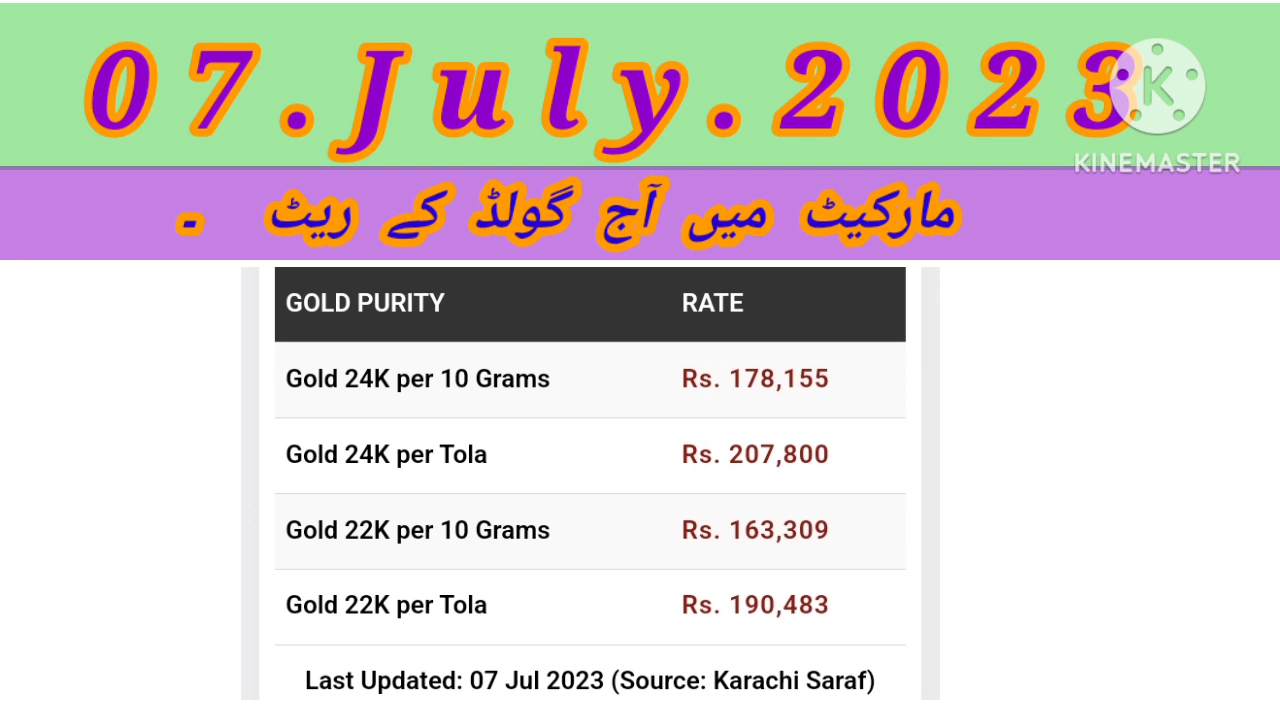 07.July.2023
KINEMASTER
مارکیٹ میں آج گولڈ کے ریٹ ۔
GOLD PURITY RATE
Gold 24K per 10 Grams Rs. 178,155
Gold 24K per Tola Rs. 207,800
Gold 22K per 10 Grams Rs. 163,309
Gold 22K per Tola Rs. 190,483
Last Updated: 07 Jul 2023 (Source: Karachi Saraf)